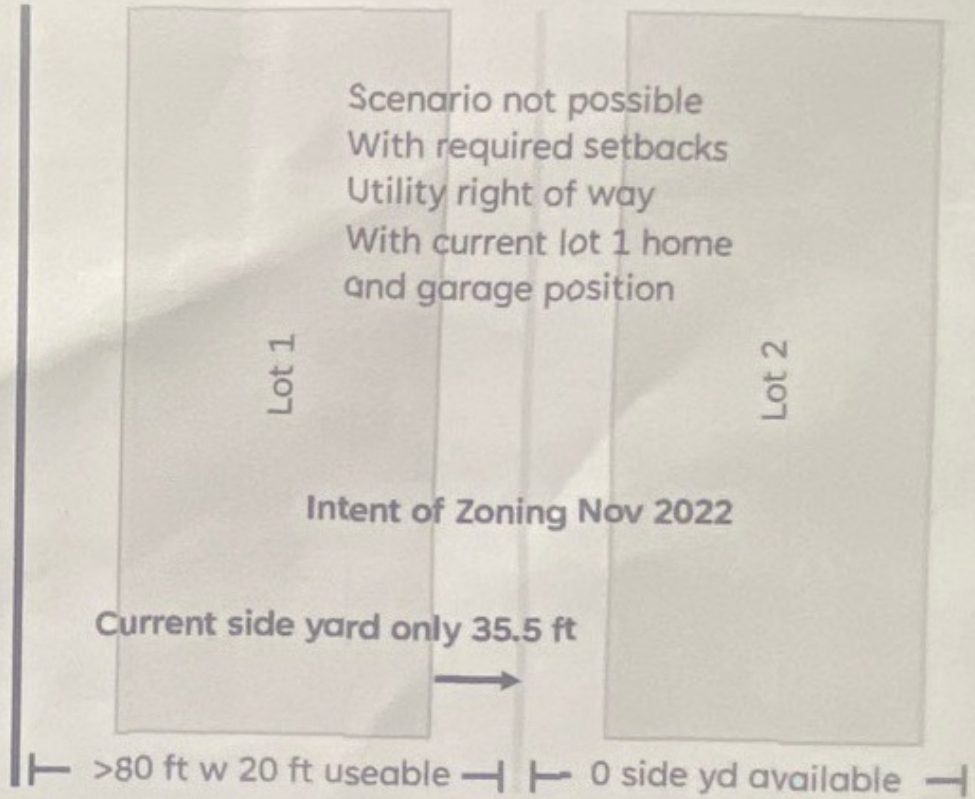 Scenario not possible
With required setbacks
Utility right of way
With current lot 1 home
and garage position
Lot 1
Lot 2
Intent of Zoning Nov 2022
Current side yard only 35.5 ft
>80 ft w 20 ft useable
0 side yd available